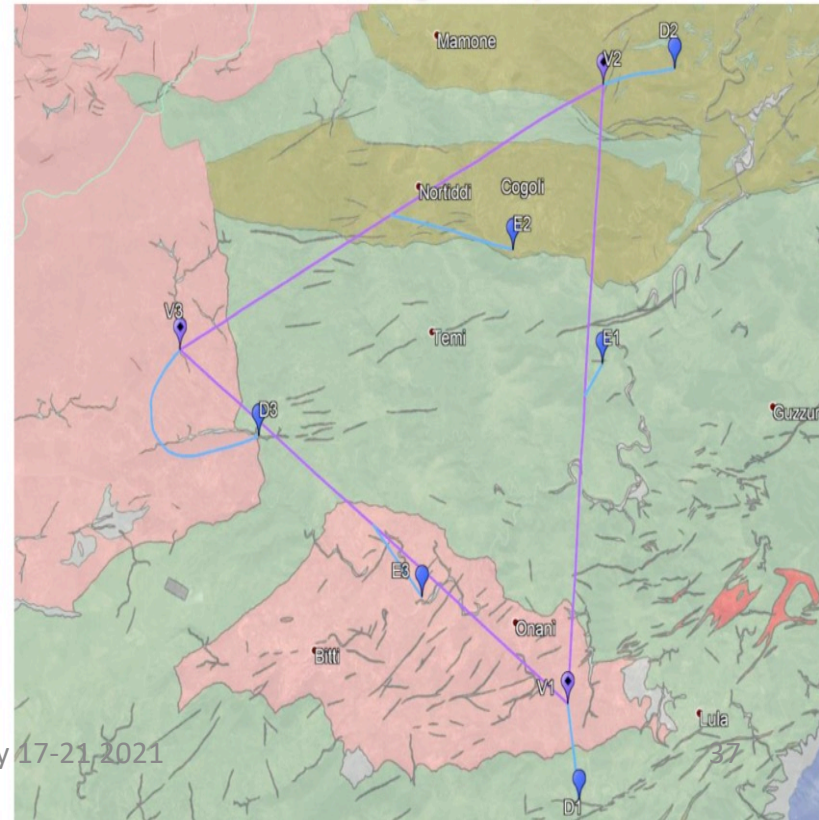 Mamone
D2
V2
Nortiddi
Cogoli
E2
V3
Temi
E1
D3
Guzzur
E3
Onani
Bitti
V1
Lula
y 17-21 2021
37
D1